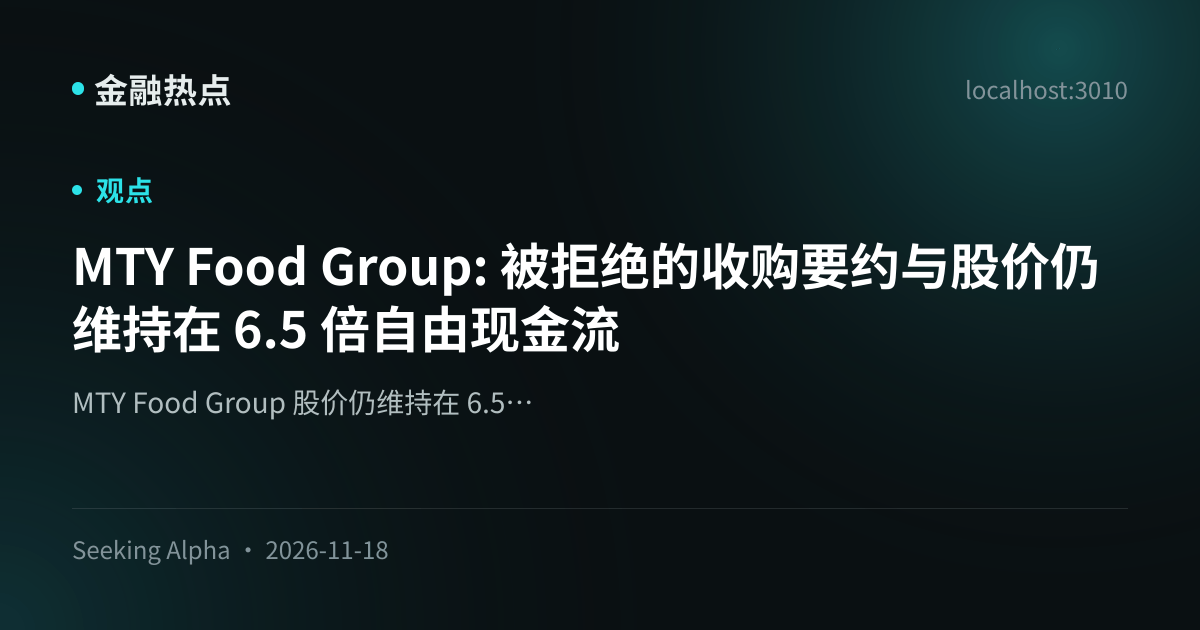 金融热点
localhost:3010
观点
MTY Food Group: 被拒绝的收购要约与股价仍
维持在 6.5 倍自由现金流
MTY Food Group 股价仍维持在 6.5…
Seeking Alpha · 2026-11-18